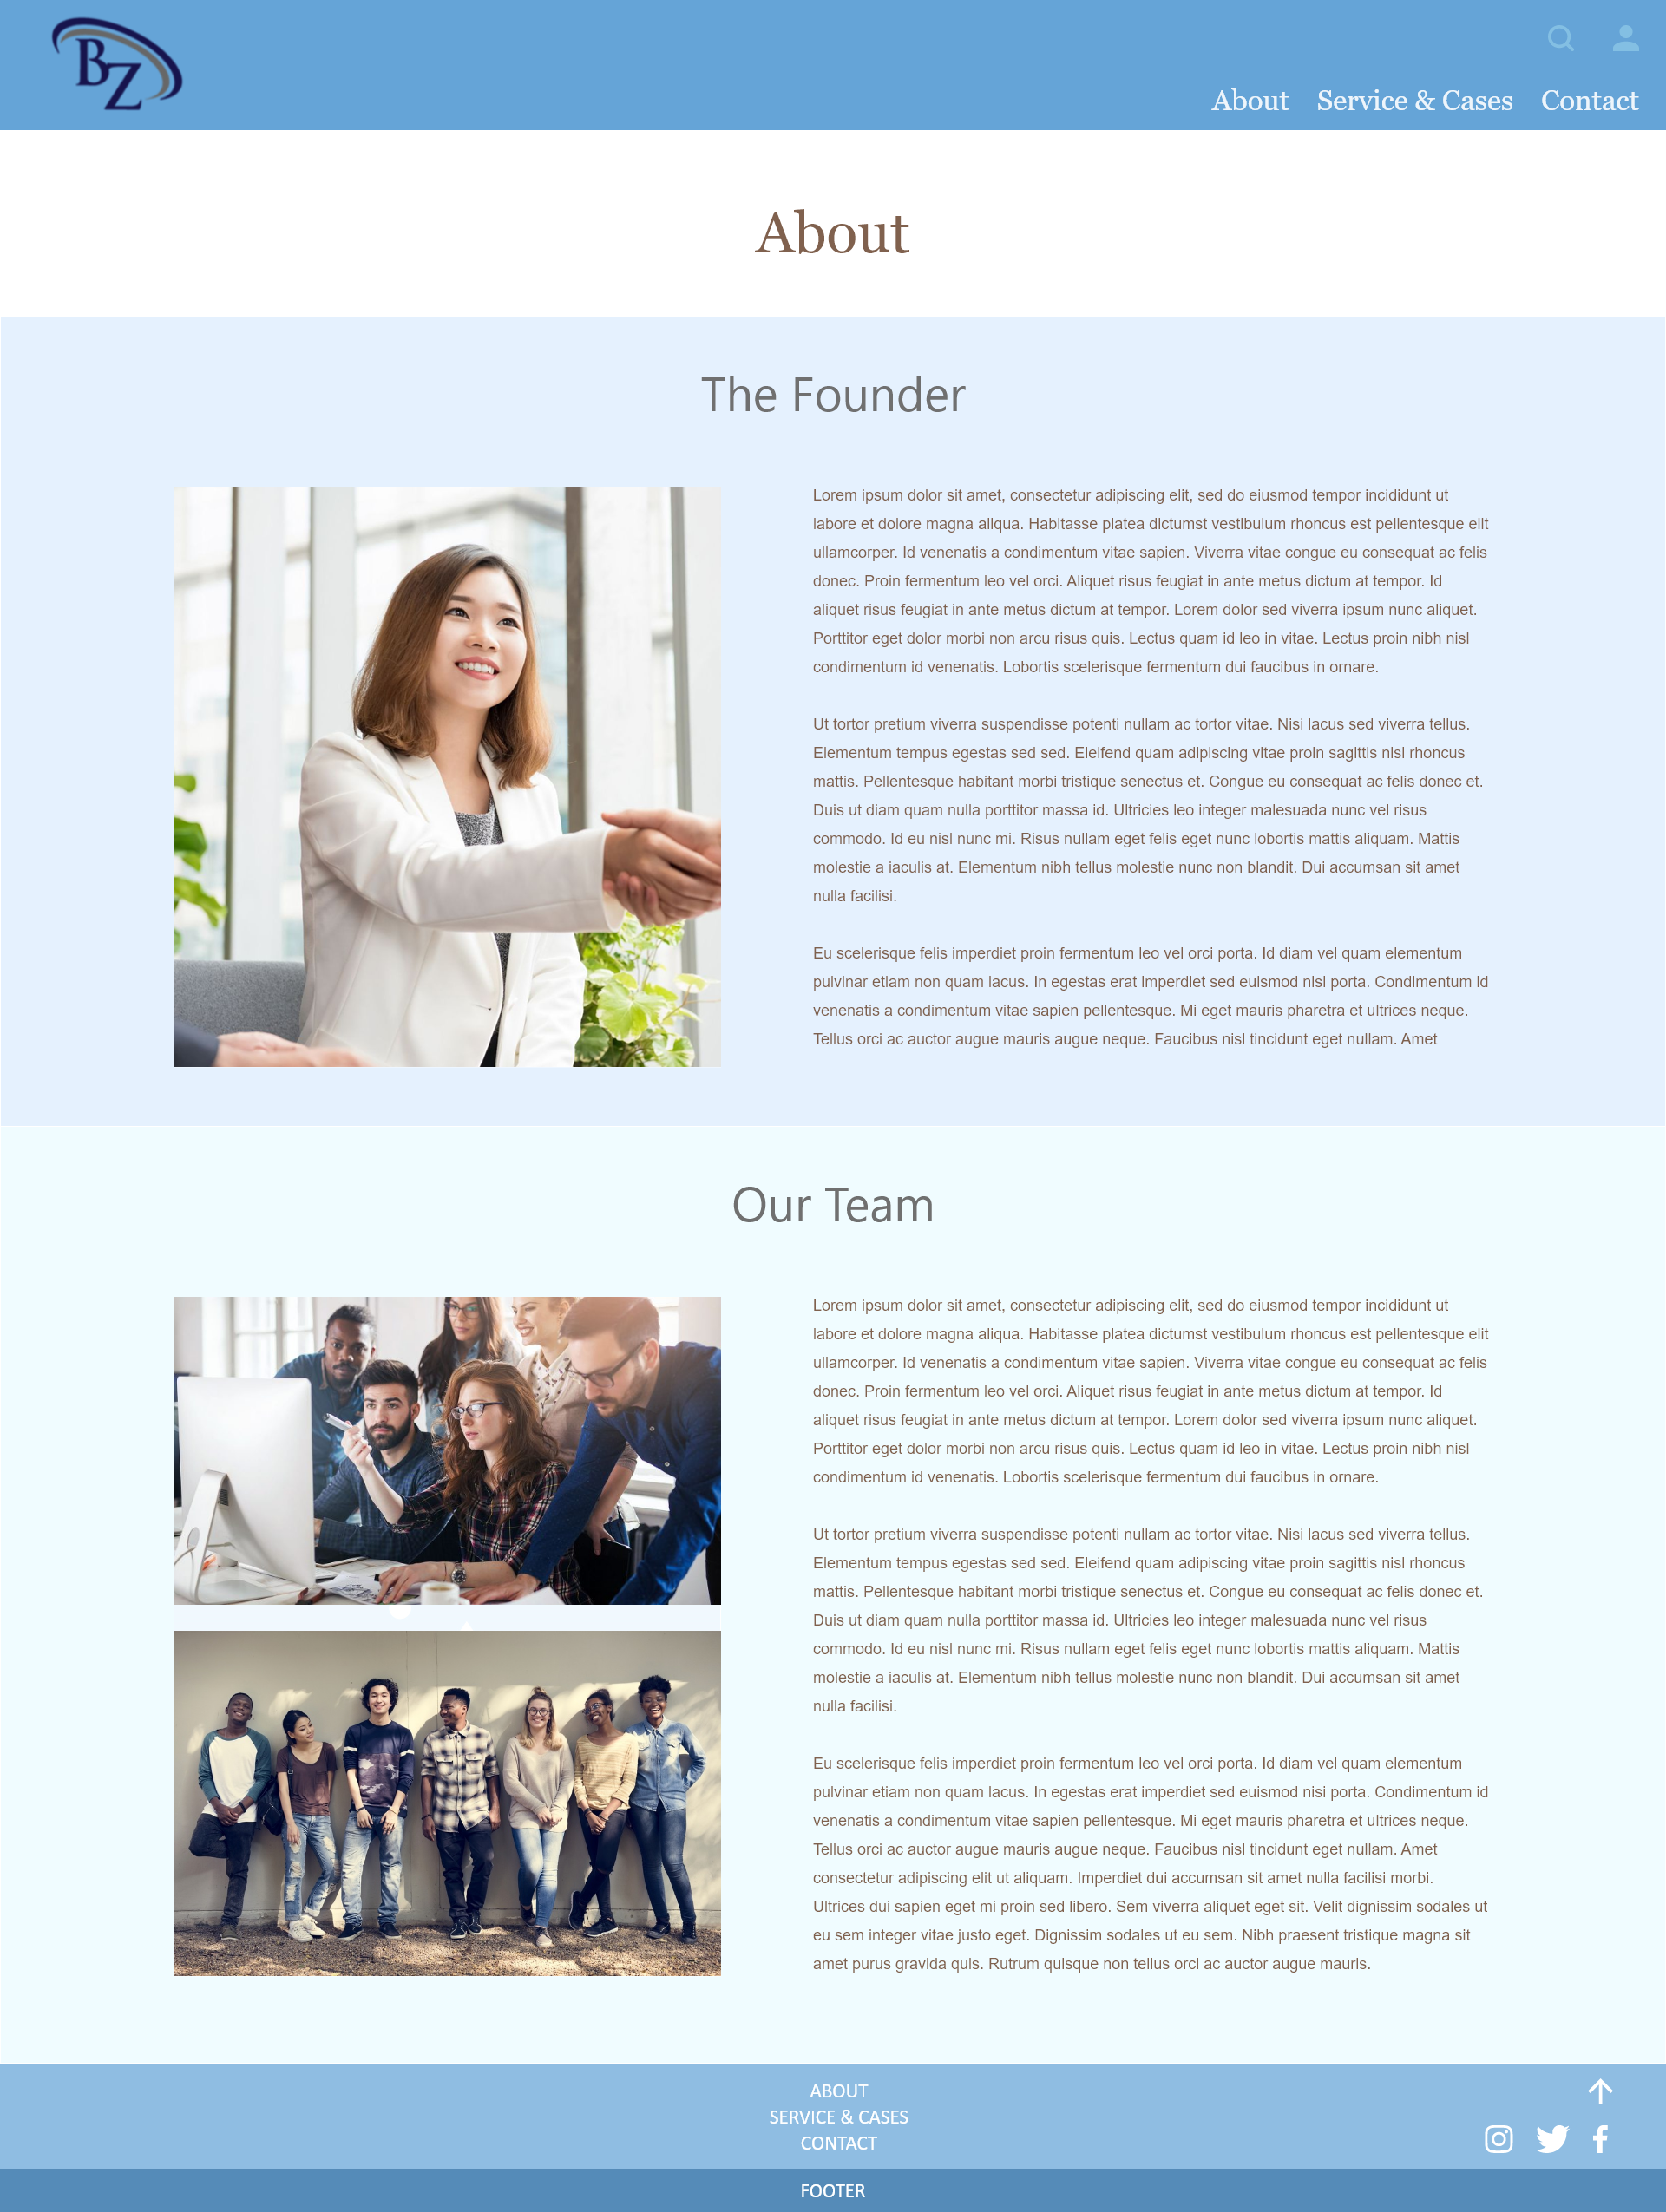 BZ
About Service & Cases Contact
About
The Founder
Lorem ipsum dolor sit amet, consectetur adipiscing elit, sed do eiusmod tempor incididunt ut
labore et dolore magna aliqua. Habitasse platea dictumst vestibulum rhoncus est pellentesque elit
ullamcorper. Id venenatis a condimentum vitae sapien. Viverra vitae congue eu consequat ac felis
donec. Proin fermentum leo vel orci. Aliquet risus feugiat in ante metus dictum at tempor. Id
aliquet risus feugiat in ante metus dictum at tempor. Lorem dolor sed viverra ipsum nunc aliquet.
Porttitor eget dolor morbi non arcu risus quis. Lectus quam id leo in vitae. Lectus proin nibh nisl
condimentum id venenatis. Lobortis scelerisque fermentum dui faucibus in ornare.
Ut tortor pretium viverra suspendisse potenti nullam ac tortor vitae. Nisi lacus sed viverra tellus.
Elementum tempus egestas sed sed. Eleifend quam adipiscing vitae proin sagittis nisl rhoncus
mattis. Pellentesque habitant morbi tristique senectus et. Congue eu consequat ac felis donec et.
Duis ut diam quam nulla porttitor massa id. Ultricies leo integer malesuada nunc vel risus
commodo. Id eu nisl nunc mi. Risus nullam eget felis eget nunc lobortis mattis aliquam. Mattis
molestie a iaculis at. Elementum nibh tellus molestie nunc non blandit. Dui accumsan sit amet
nulla facilisi.
Eu scelerisque felis imperdiet proin fermentum leo vel orci porta. Id diam vel quam elementum
pulvinar etiam non quam lacus. In egestas erat imperdiet sed euismod nisi porta. Condimentum id
venenatis a condimentum vitae sapien pellentesque. Mi eget mauris pharetra et ultrices neque.
Tellus orci ac auctor augue mauris augue neque. Faucibus nisl tincidunt eget nullam. Amet
Our Team
Lorem ipsum dolor sit amet, consectetur adipiscing elit, sed do eiusmod tempor incididunt ut
labore et dolore magna aliqua. Habitasse platea dictumst vestibulum rhoncus est pellentesque elit
ullamcorper. Id venenatis a condimentum vitae sapien. Viverra vitae congue eu consequat ac felis
donec. Proin fermentum leo vel orci. Aliquet risus feugiat in ante metus dictum at tempor. Id
aliquet risus feugiat in ante metus dictum at tempor. Lorem dolor sed viverra ipsum nunc aliquet.
Porttitor eget dolor morbi non arcu risus quis. Lectus quam id leo in vitae. Lectus proin nibh nisl
condimentum id venenatis. Lobortis scelerisque fermentum dui faucibus in ornare.
Ut tortor pretium viverra suspendisse potenti nullam ac tortor vitae. Nisi lacus sed viverra tellus.
Elementum tempus egestas sed sed. Eleifend quam adipiscing vitae proin sagittis nisl rhoncus
mattis. Pellentesque habitant morbi tristique senectus et. Congue eu consequat ac felis donec et.
Duis ut diam quam nulla porttitor massa id. Ultricies leo integer malesuada nunc vel risus
commodo. Id eu nisl nunc mi. Risus nullam eget felis eget nunc lobortis mattis aliquam. Mattis
molestie a iaculis at. Elementum nibh tellus molestie nunc non blandit. Dui accumsan sit amet
nulla facilisi.
Eu scelerisque felis imperdiet proin fermentum leo vel orci porta. Id diam vel quam elementum
pulvinar etiam non quam lacus. In egestas erat imperdiet sed euismod nisi porta. Condimentum id
venenatis a condimentum vitae sapien pellentesque. Mi eget mauris pharetra et ultrices neque.
Tellus orci ac auctor augue mauris augue neque. Faucibus nisl tincidunt eget nullam. Amet
consectetur adipiscing elit ut aliquam. Imperdiet dui accumsan sit amet nulla facilisi morbi.
Ultrices dui sapien eget mi proin sed libero. Sem viverra aliquet eget sit. Velit dignissim sodales ut
eu sem integer vitae justo eget. Dignissim sodales ut eu sem. Nibh praesent tristique magna sit
amet purus gravida quis. Rutrum quisque non tellus orci ac auctor augue mauris.
ABOUT
SERVICE & CASES
CONTACT
FOOTER